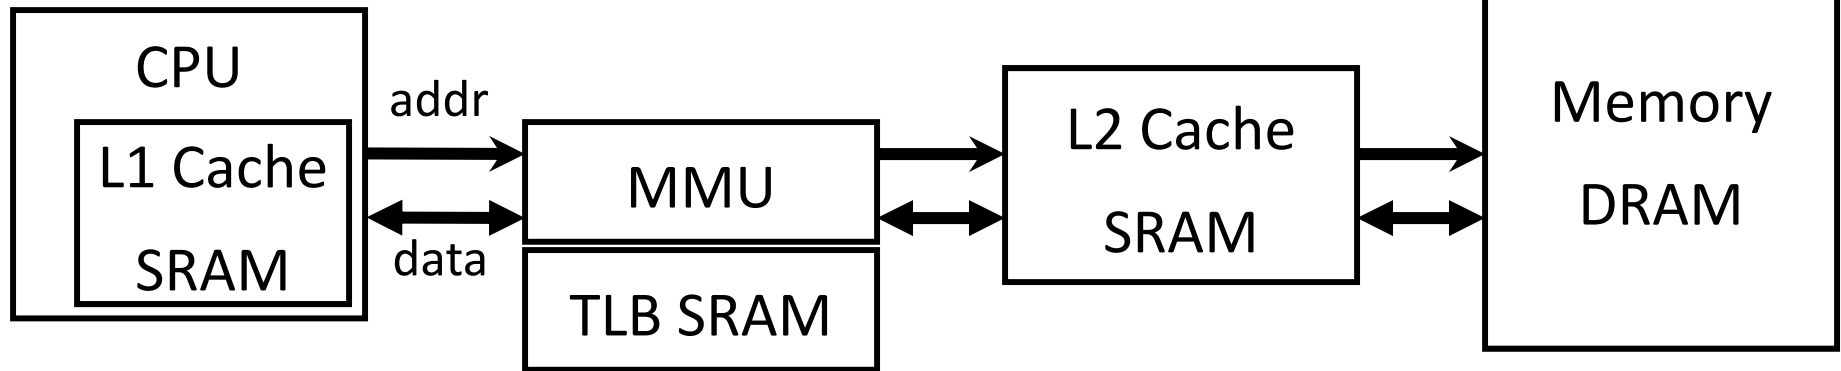 CPU
L1 Cache
SRAM
addr
data
MMU
TLB SRAM
L2 Cache
SRAM
Memory
DRAM